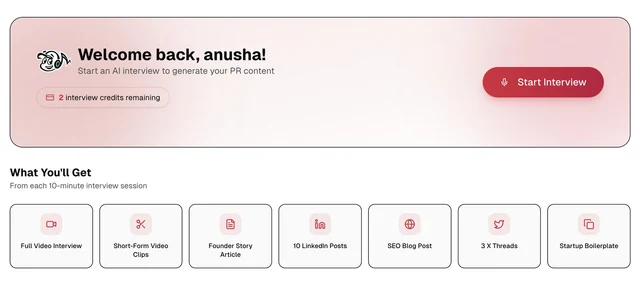 Welcome back, anusha!
Start an AI interview to generate your PR content
2 interview credits remaining
Start Interview
What You'll Get
From each 10-minute interview session
Full Video Interview
Short-Form Video
Clips
Founder Story
Article
10 LinkedIn Posts
SEO Blog Post
3 X Threads
Startup Boilerplate